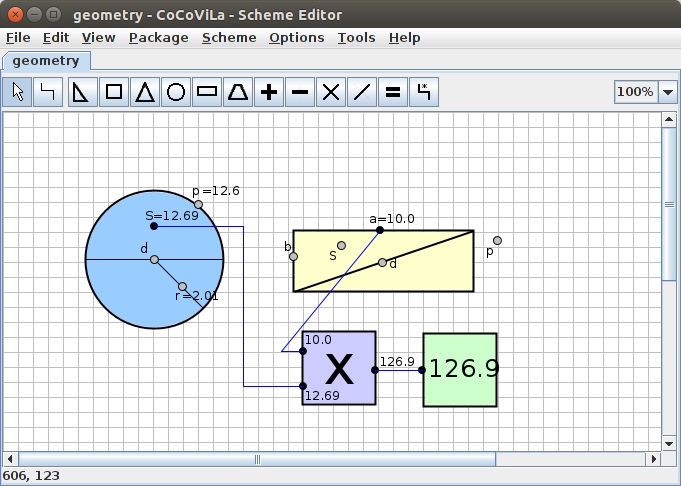 geometry - CoCoViLa - Scheme Editor
File Edit View Package Scheme Options Tools Help
geometry
100%
p =12.6
S=12.69
a=10.0
d
b
S
d
p
r =2.01
10.0
X
12.69
126.9
126.9
606, 123